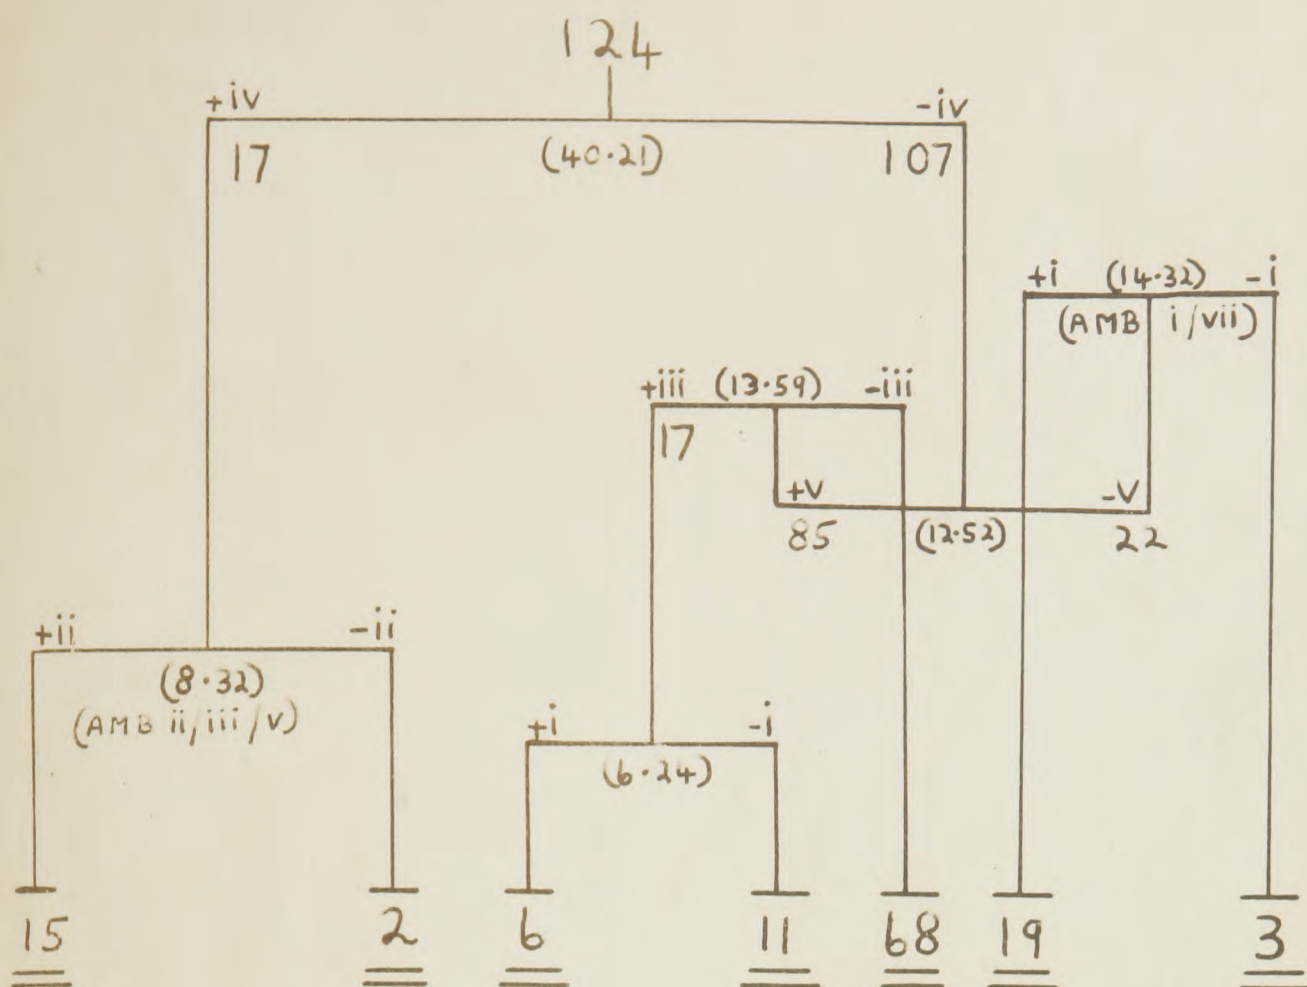 124
+iv -iv
17 (40·21) 107
+i (14·32) -i
(AMB i/vii)
+iii (13·59) -iii
17
+v -v
85 (12·52) 22
+ii -ii
(8·32)
(AMB ii/iii/v)
+i -i
(6·24)
15 2 6 11 68 19 3